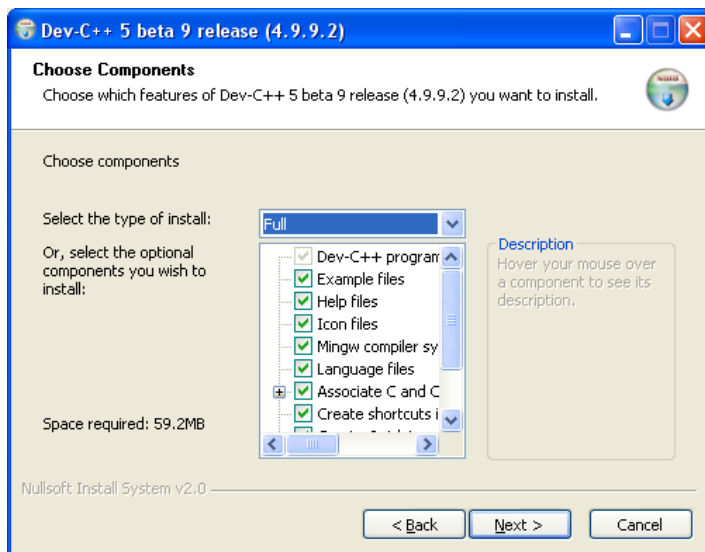 Dev-C++ 5 beta 9 release (4.9.9.2)
Choose Components
Choose which features of Dev-C++ 5 beta 9 release (4.9.9.2) you want to install.
Choose components
Select the type of install:
Full
Or, select the optional
components you wish to
install:
Dev-C++ program
Example files
Help files
Icon files
Mingw compiler sy
Language files
Associate C and C
Create shortcuts i
Description
Hover your mouse over
a component to see its
description.
Space required: 59.2MB
Nullsoft Install System v2.0
< Back
Next >
Cancel